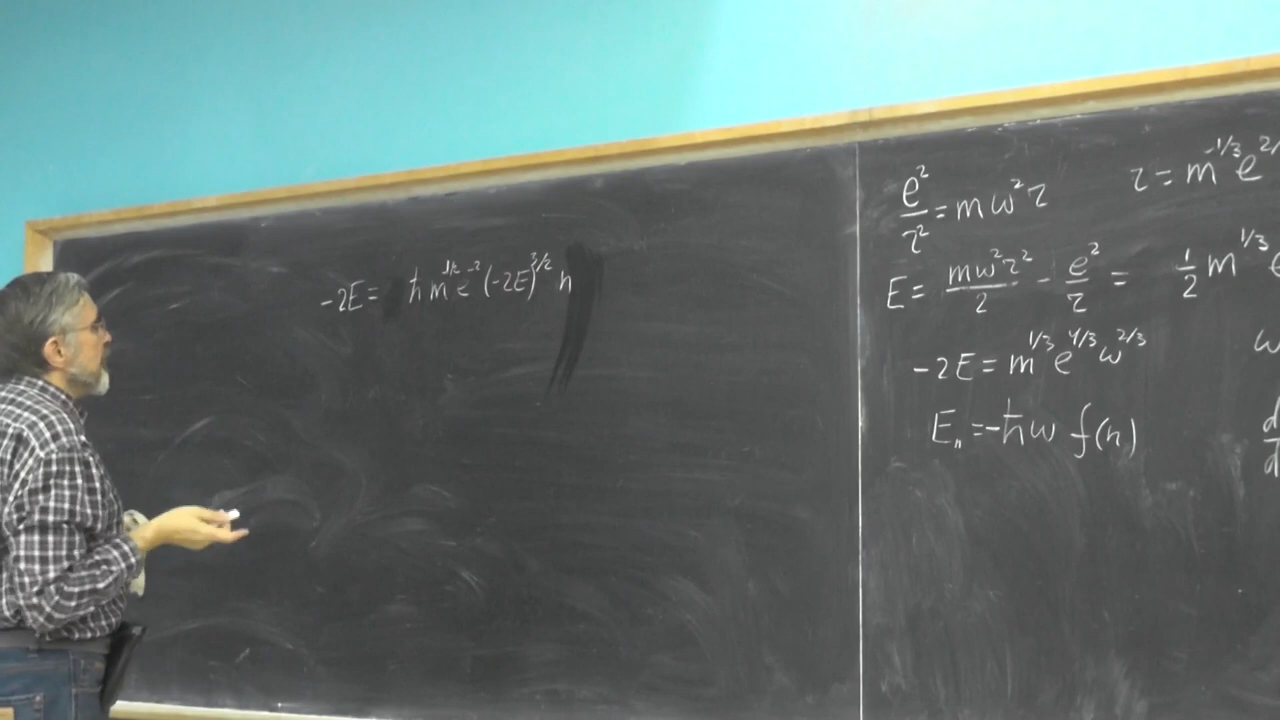 -2E = ℏ m^{-1/2} e^{-2} (-2E)^{3/2} n
e²/r² = mω²r
r = m^{-1/3} e^{2/
E = mω²r²/2 - e²/r = 1/2 m^{1/3} e
-2E = m^{1/3} e^{4/3} ω^{2/3}
ω
E_n = -ℏω f(n)
d/d